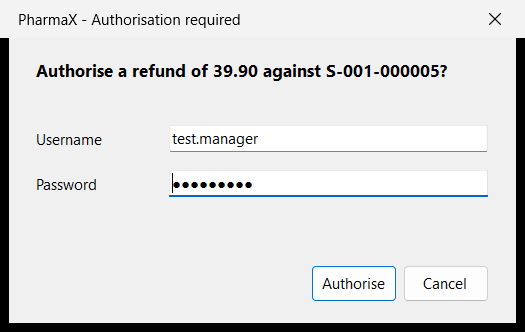 PharmaX - Authorisation required
Authorise a refund of 39.90 against S-001-000005?
Username
test.manager
Password
●●●●●●●●●
Authorise
Cancel